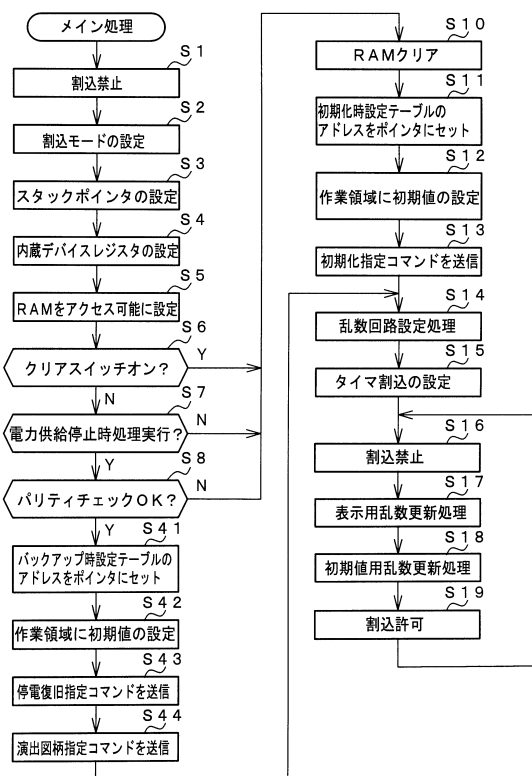 メイン処理
S1
割込禁止
S2
割込モードの設定
S3
スタックポインタの設定
S4
内蔵デバイスレジスタの設定
S5
RAMをアクセス可能に設定
S6
クリアスイッチオン?
Y
N
S7
電力供給停止時処理実行?
N
Y
S8
パリティチェックOK?
N
Y
S41
バックアップ時設定テーブルの
アドレスをポインタにセット
S42
作業領域に初期値の設定
S43
停電復旧指定コマンドを送信
S44
演出図柄指定コマンドを送信
S10
RAMクリア
S11
初期化時設定テーブルの
アドレスをポインタにセット
S12
作業領域に初期値の設定
S13
初期化指定コマンドを送信
S14
乱数回路設定処理
S15
タイマ割込の設定
S16
割込禁止
S17
表示用乱数更新処理
S18
初期値用乱数更新処理
S19
割込許可